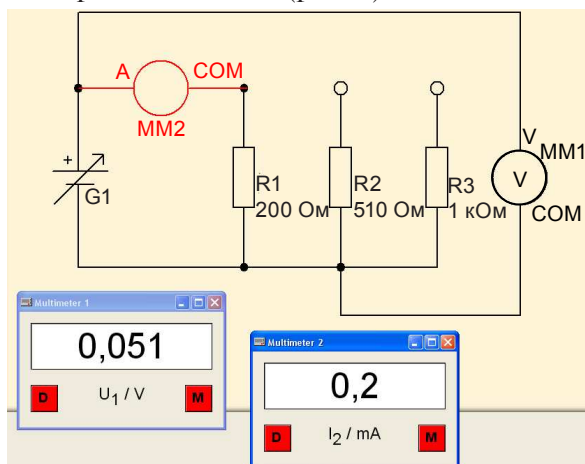 A COM
MM2
+
G1
R1
200 Ом
R2
510 Ом
R3
1 кОм
V
MM1
V
COM
Multimeter 1
0,051
D U1 / V M
Multimeter 2
0,2
D I2 / mA M